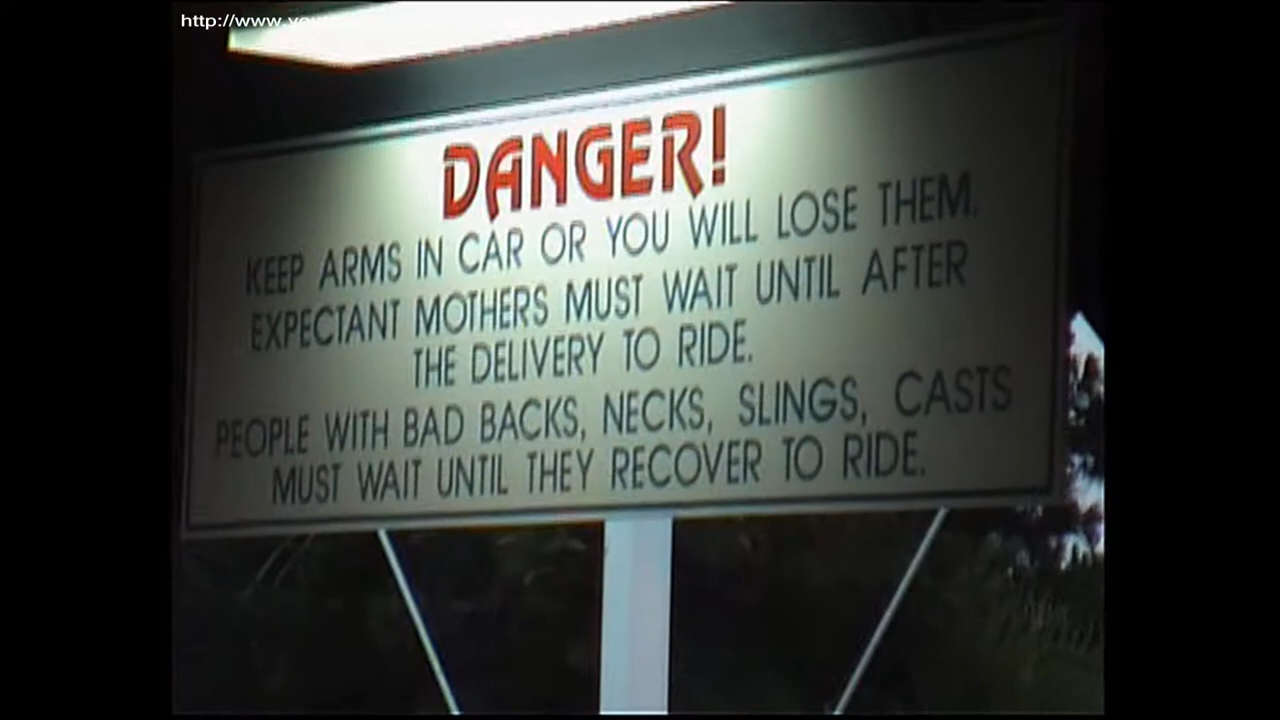 http://www.you
DANGER!
KEEP ARMS IN CAR OR YOU WILL LOSE THEM.
EXPECTANT MOTHERS MUST WAIT UNTIL AFTER
THE DELIVERY TO RIDE.
PEOPLE WITH BAD BACKS, NECKS, SLINGS, CASTS
MUST WAIT UNTIL THEY RECOVER TO RIDE.